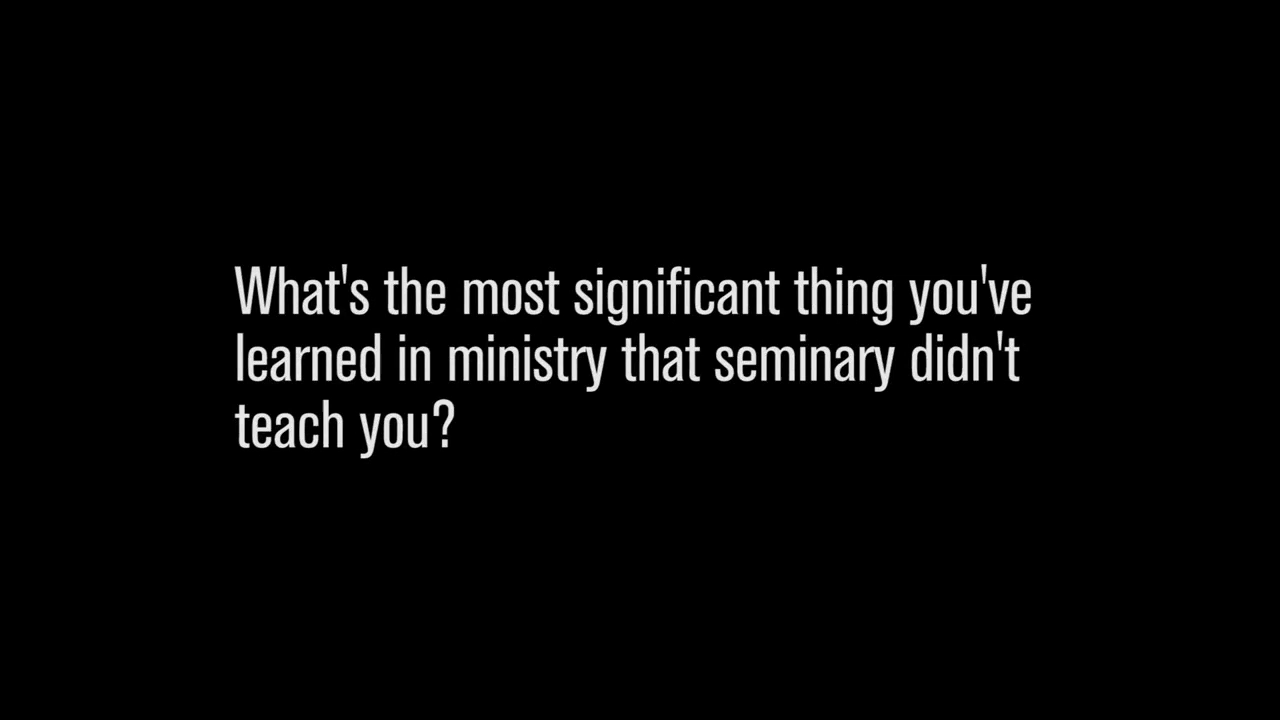 What's the most significant thing you've
learned in ministry that seminary didn't
teach you?